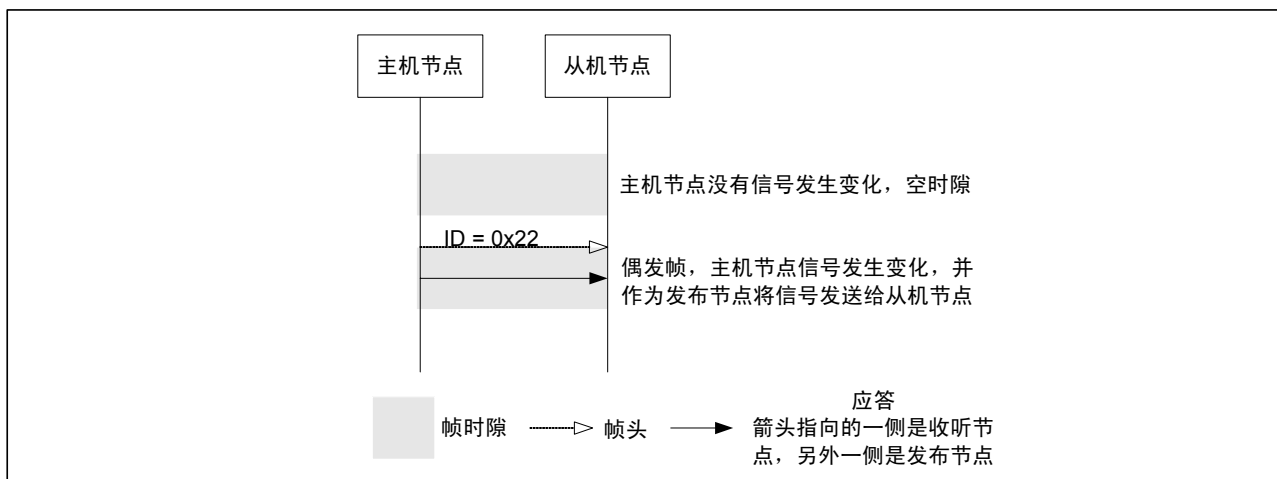 主机节点
从机节点
主机节点没有信号发生变化，空时隙
ID = 0x22
偶发帧，主机节点信号发生变化，并
作为发布节点将信号发送给从机节点
帧时隙
帧头
应答
箭头指向的一侧是收听节
点，另外一侧是发布节点